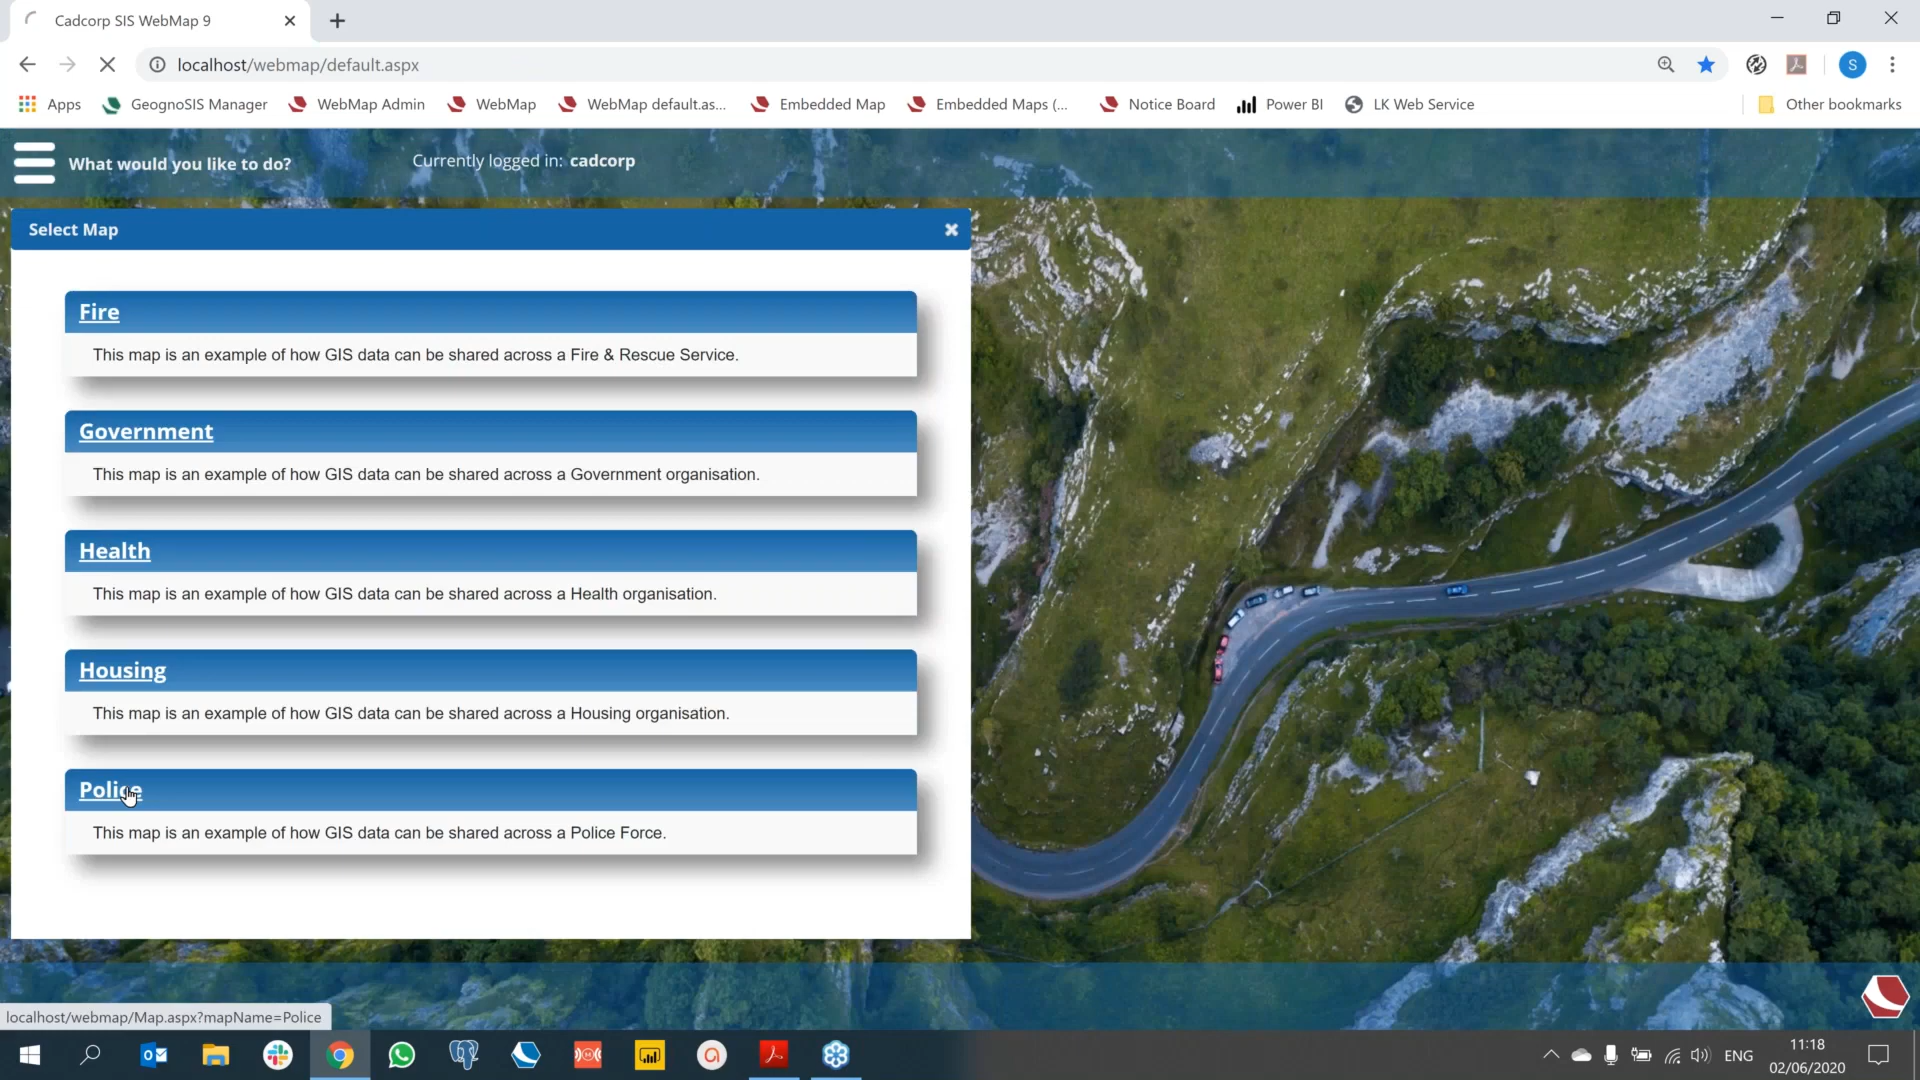 Cadcorp SIS WebMap 9
localhost/webmap/default.aspx
S
Apps
GeognoSIS Manager
WebMap Admin
WebMap
WebMap default.as...
Embedded Map
Embedded Maps (...
Notice Board
Power BI
LK Web Service
Other bookmarks
What would you like to do?
Currently logged in: cadcorp
Select Map
Fire
This map is an example of how GIS data can be shared across a Fire & Rescue Service.
Government
This map is an example of how GIS data can be shared across a Government organisation.
Health
This map is an example of how GIS data can be shared across a Health organisation.
Housing
This map is an example of how GIS data can be shared across a Housing organisation.
Police
This map is an example of how GIS data can be shared across a Police Force.
localhost/webmap/Map.aspx?mapName=Police
ENG
11:18
02/06/2020